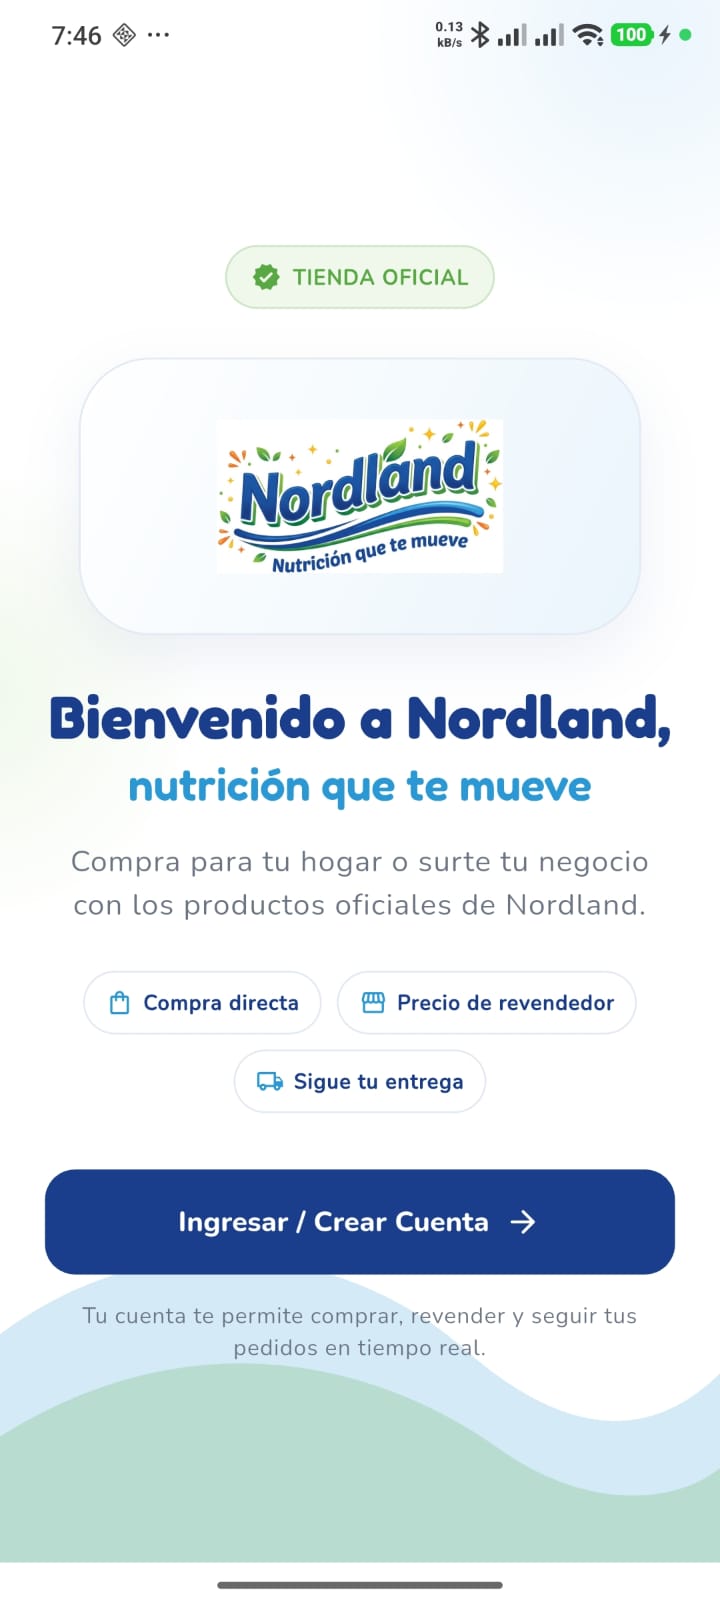 7:46
0.13
kB/s
100
TIENDA OFICIAL
Nordland
Nutrición que te mueve
Bienvenido a Nordland,
nutrición que te mueve
Compra para tu hogar o surte tu negocio
con los productos oficiales de Nordland.
Compra directa
Precio de revendedor
Sigue tu entrega
Ingresar / Crear Cuenta
Tu cuenta te permite comprar, revender y seguir tus
pedidos en tiempo real.